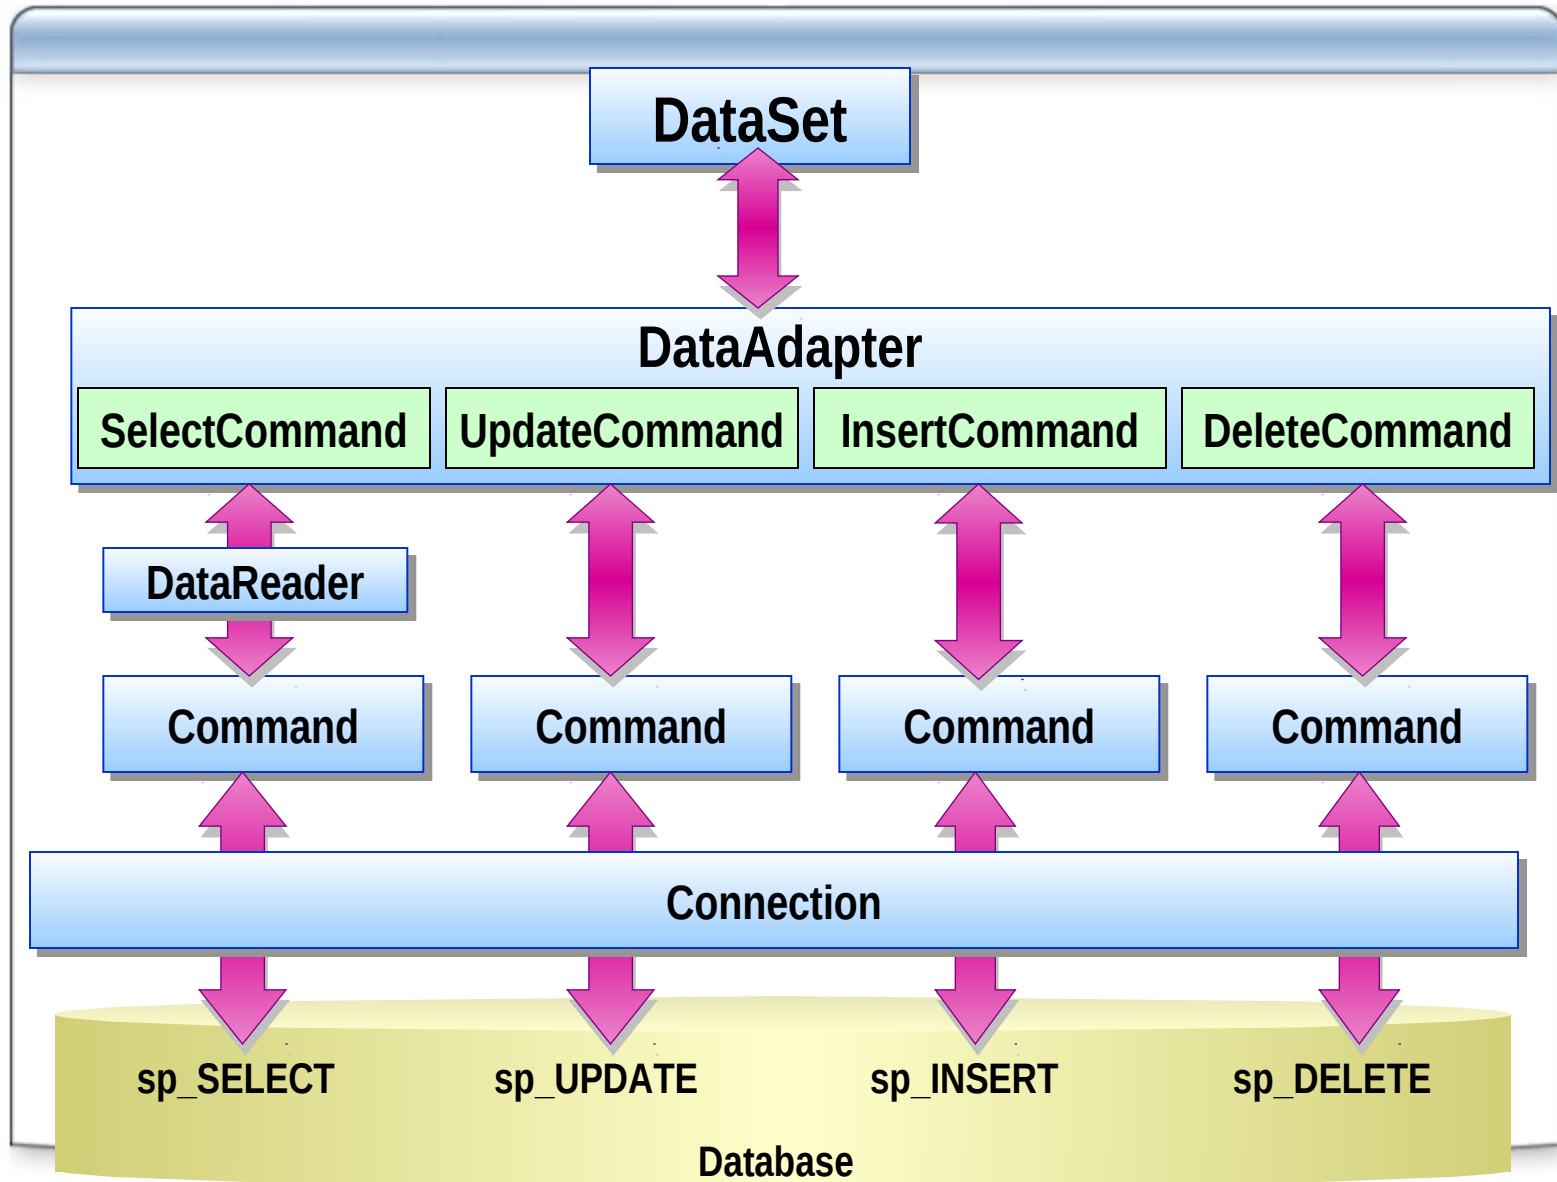 DataSet
DataAdapter
SelectCommand UpdateCommand InsertCommand DeleteCommand
DataReader
Command Command Command Command
Connection
sp_SELECT sp_UPDATE sp_INSERT sp_DELETE
Database